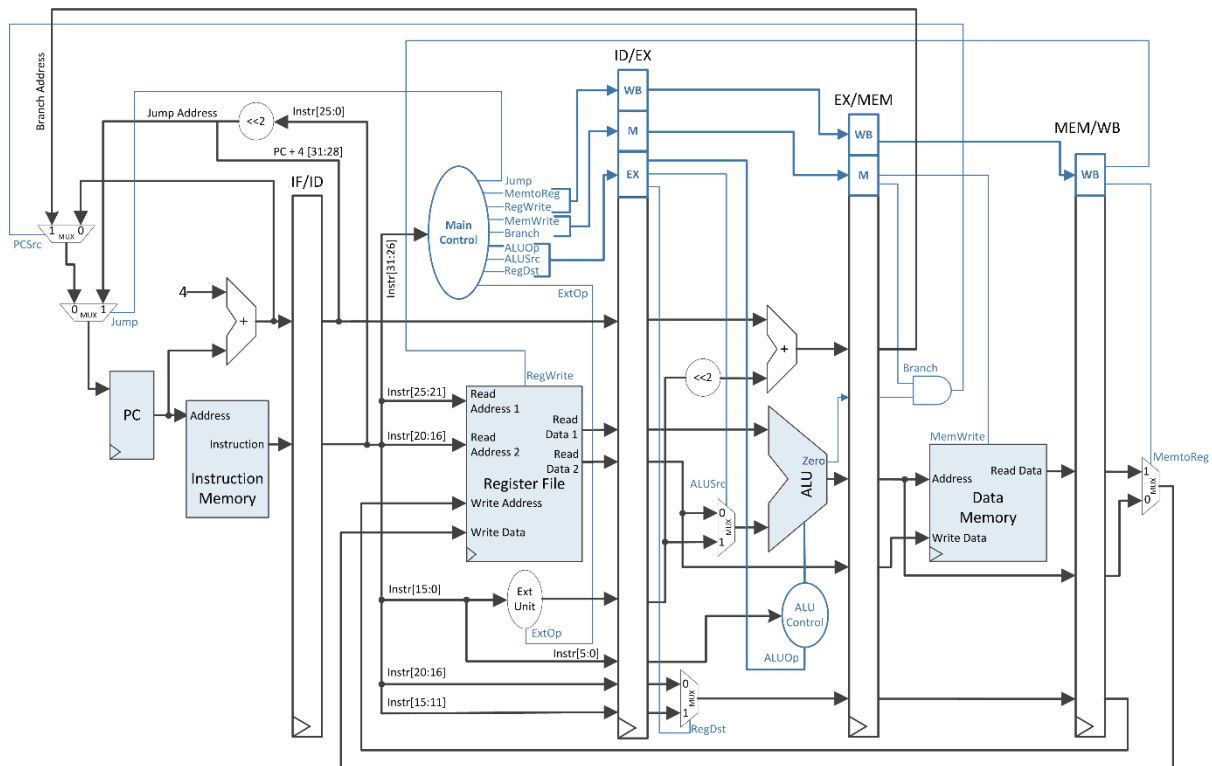 ID/EX
EX/MEM
MEM/WB
IF/ID
Branch Address
Jump Address
<<2
Instr[25:0]
PC + 4 [31:28]
WB
M
EX
WB
M
WB
Main
Control
Jump
MemtoReg
RegWrite
MemWrite
Branch
ALUOp
ALUSrc
RegDst
ExtOp
Instr[31:26]
1
MUX
0
PCSrc
0
MUX
1
Jump
4
+
PC
Address
Instruction
Instruction
Memory
RegWrite
Instr[25:21]
Instr[20:16]
Read
Address 1
Read
Address 2
Read
Data 1
Read
Data 2
Register File
Write Address
Write Data
Instr[15:0]
Ext
Unit
ExtOp
Instr[5:0]
Instr[20:16]
Instr[15:11]
+
<<2
ALUSrc
0
MUX
1
ALU
Zero
ALU
Control
ALUOp
0
MUX
1
RegDst
Branch
MemWrite
Address
Read Data
Data
Memory
Write Data
MemtoReg
1
MUX
0